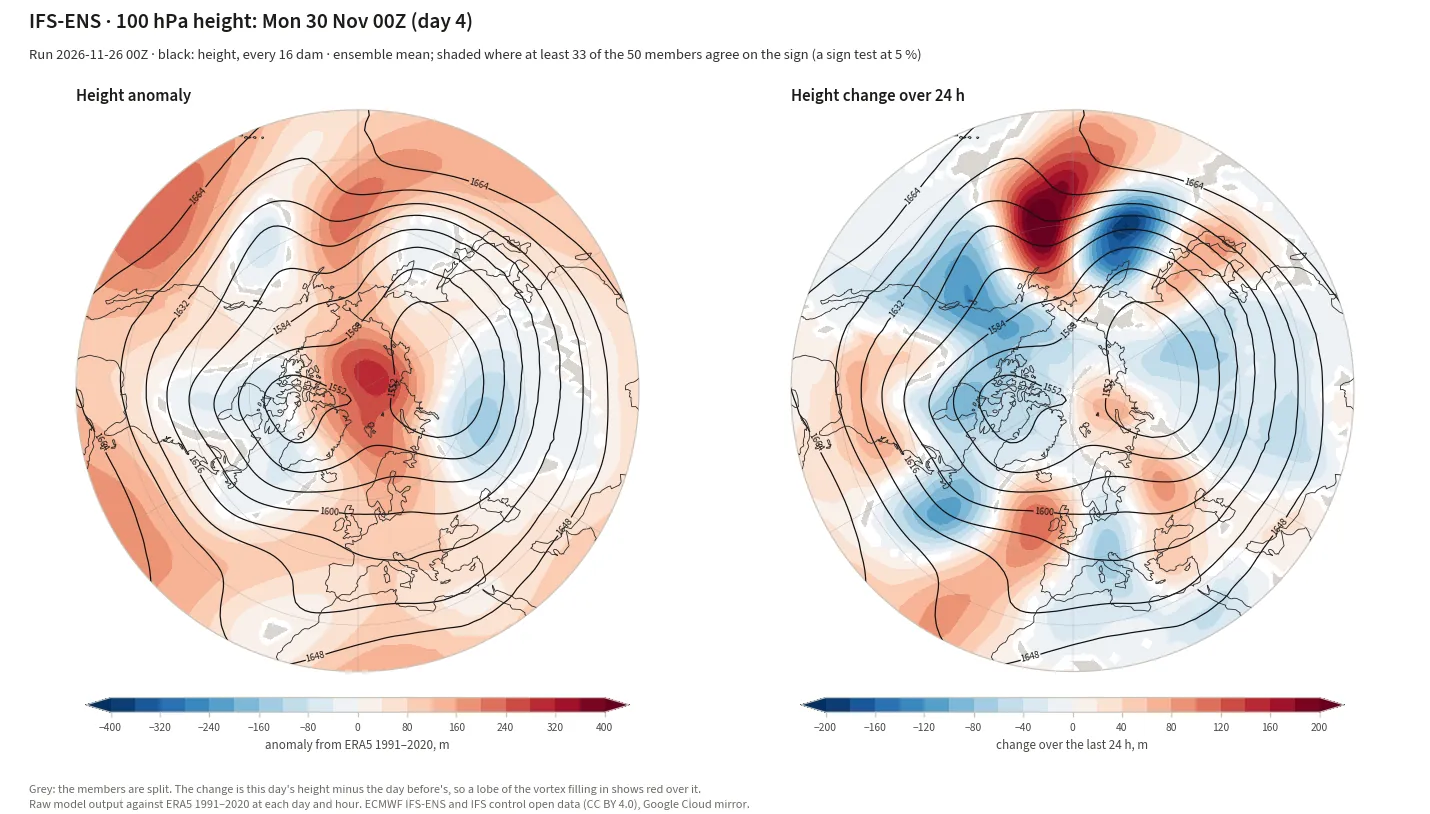 IFS-ENS · 100 hPa height: Mon 30 Nov 00Z (day 4)
Run 2026-11-26 00Z · black: height, every 16 dam · ensemble mean; shaded where at least 33 of the 50 members agree on the sign (a sign test at 5 %)
Height anomaly
Height change over 24 h
1664
1664
1632
1584
1568
1552
1552
1616
1600
1648
1648
1664
1664
1632
1584
1568
1552
1552
1616
1600
1648
1648
−400 −320 −240 −160 −80 0 80 160 240 320 400
anomaly from ERA5 1991–2020, m
−200 −160 −120 −80 −40 0 40 80 120 160 200
change over the last 24 h, m
Grey: the members are split. The change is this day's height minus the day before's, so a lobe of the vortex filling in shows red over it.
Raw model output against ERA5 1991–2020 at each day and hour. ECMWF IFS-ENS and IFS control open data (CC BY 4.0), Google Cloud mirror.